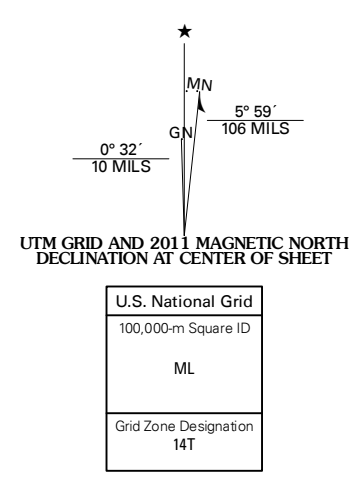 ★
MN
GN
5° 59´
106 MILS
0° 32´
10 MILS
UTM GRID AND 2011 MAGNETIC NORTH
DECLINATION AT CENTER OF SHEET
U.S. National Grid
100,000-m Square ID
ML
Grid Zone Designation
14T